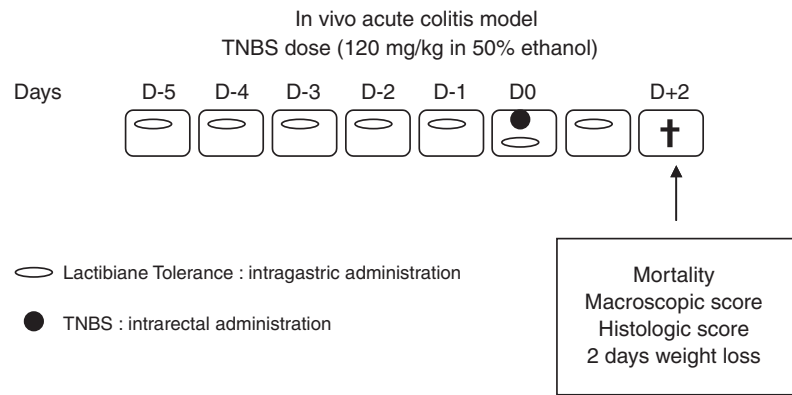 In vivo acute colitis model
TNBS dose (120 mg/kg in 50% ethanol)
Days D-5 D-4 D-3 D-2 D-1 D0 D+2
Lactibiane Tolerance : intragastric administration
TNBS : intrarectal administration
Mortality
Macroscopic score
Histologic score
2 days weight loss